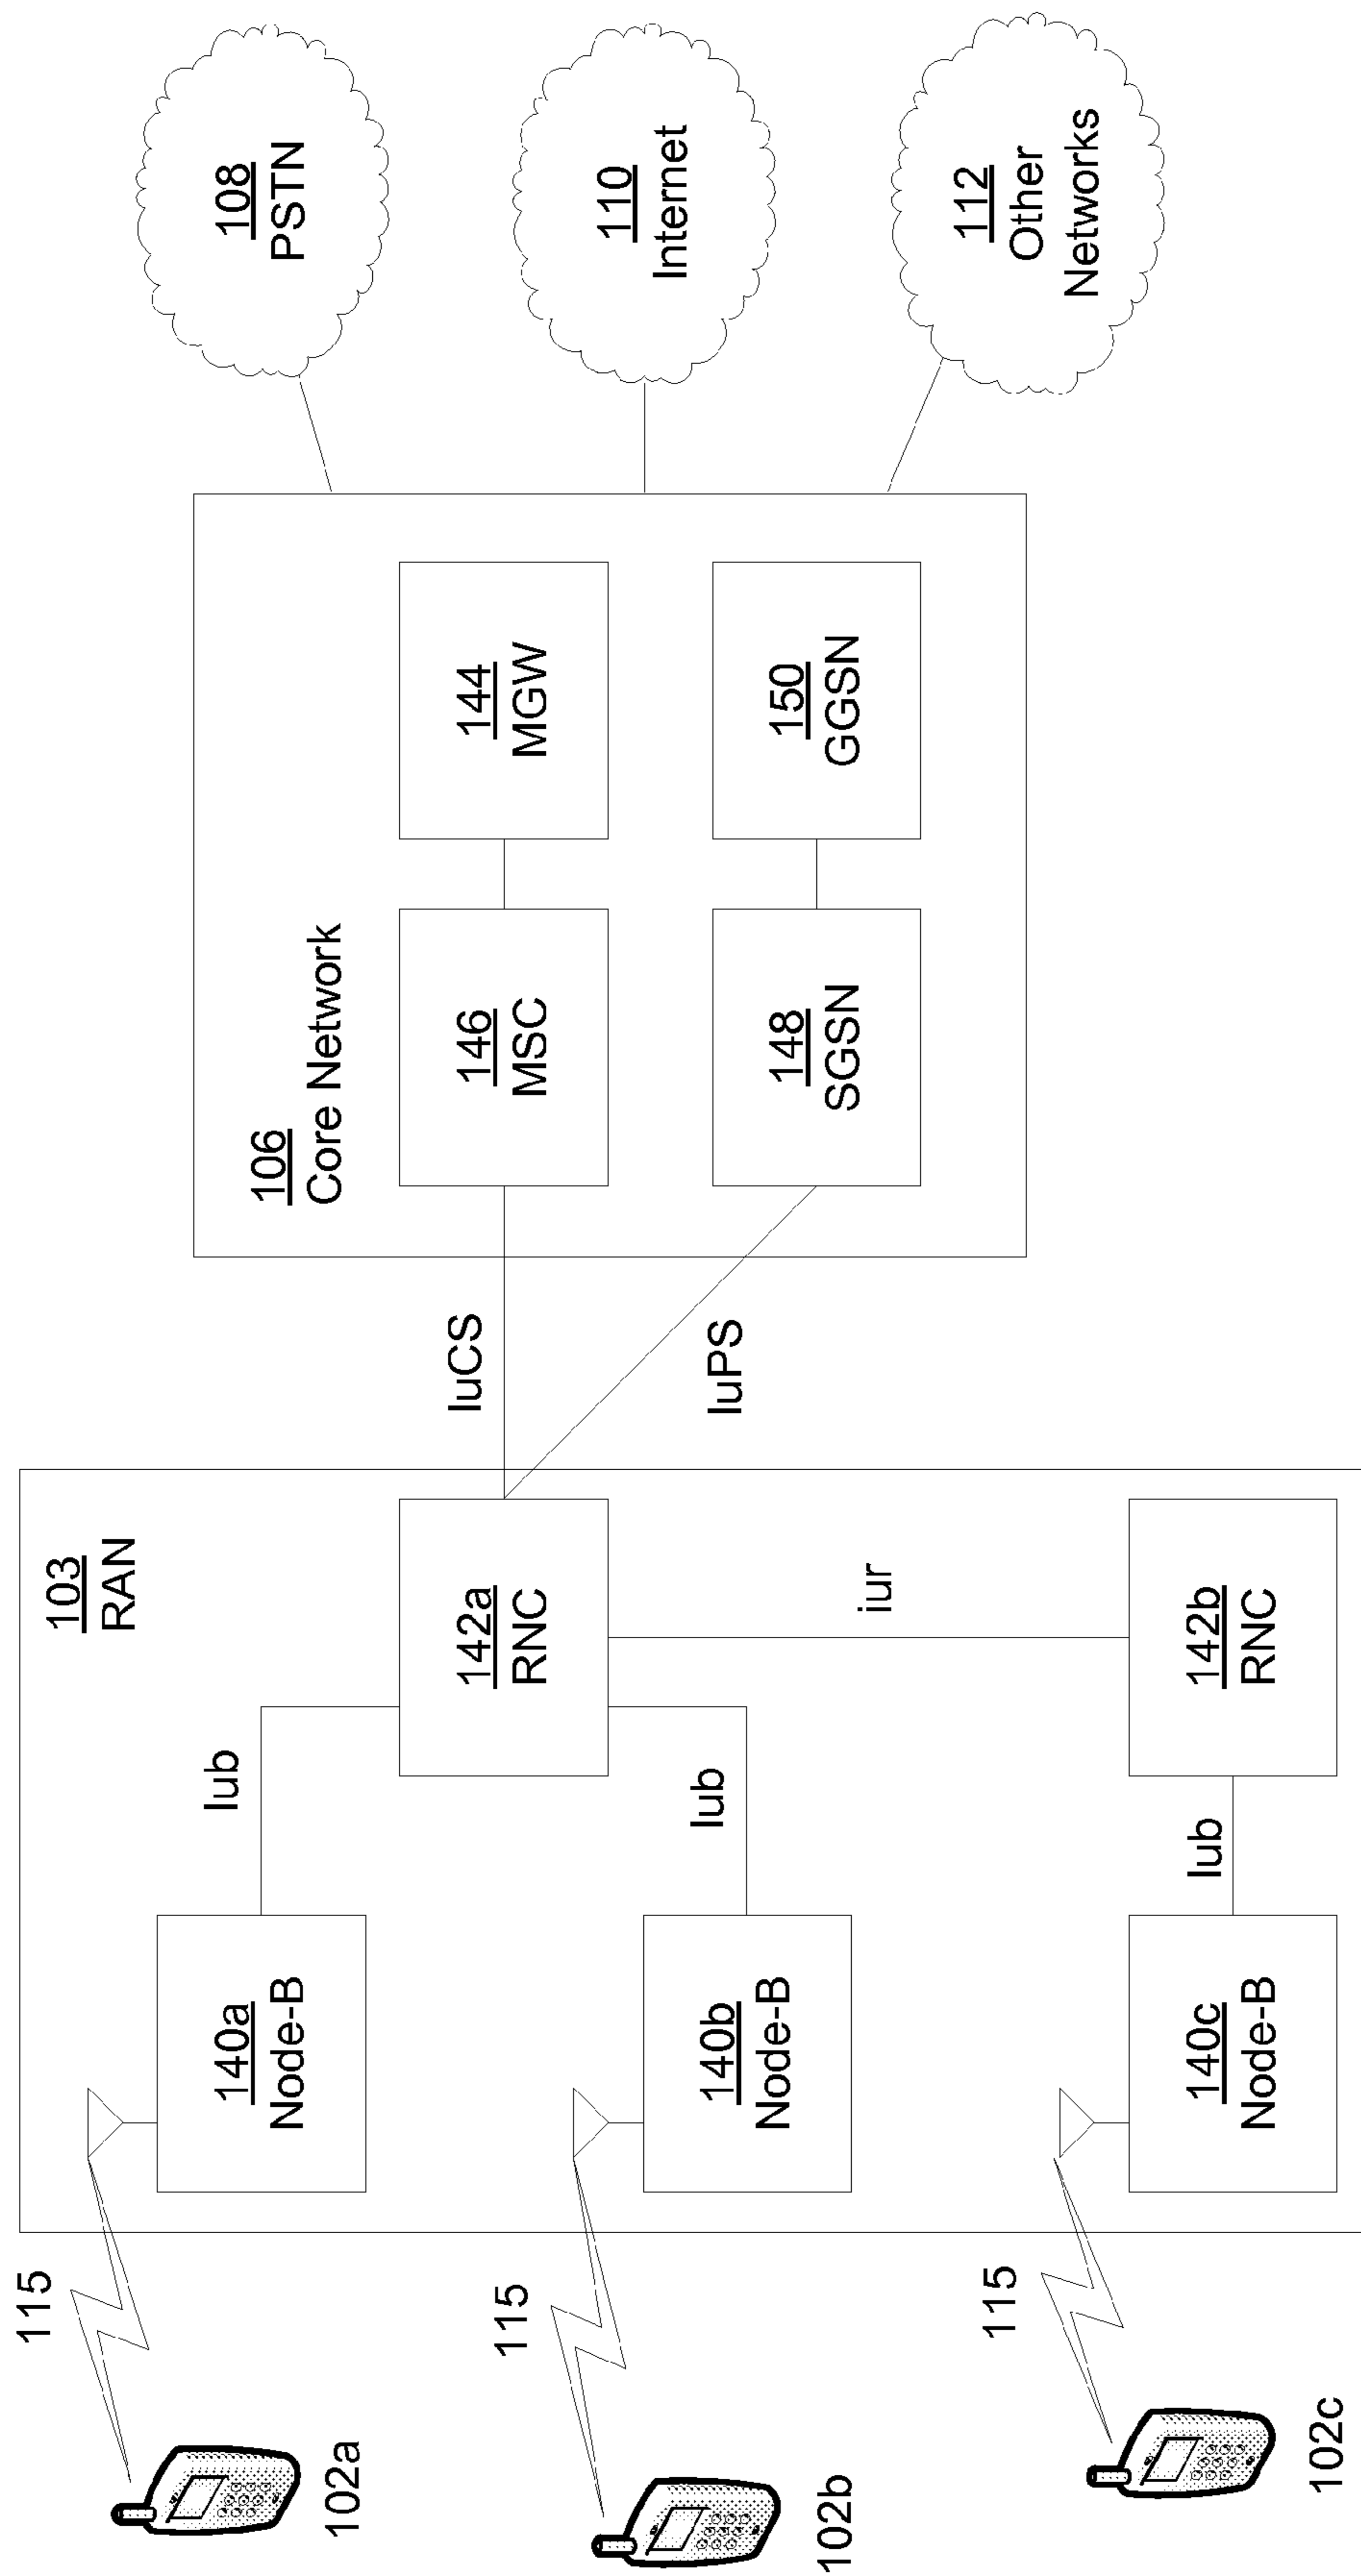 115
102a
115
102b
115
102c
103
RAN
140a
Node-B
140b
Node-B
140c
Node-B
Iub
Iub
Iub
142a
RNC
iur
142b
RNC
IuCS
IuPS
106
Core Network
146
MSC
144
MGW
148
SGSN
150
GGSN
108
PSTN
110
Internet
112
Other
Networks